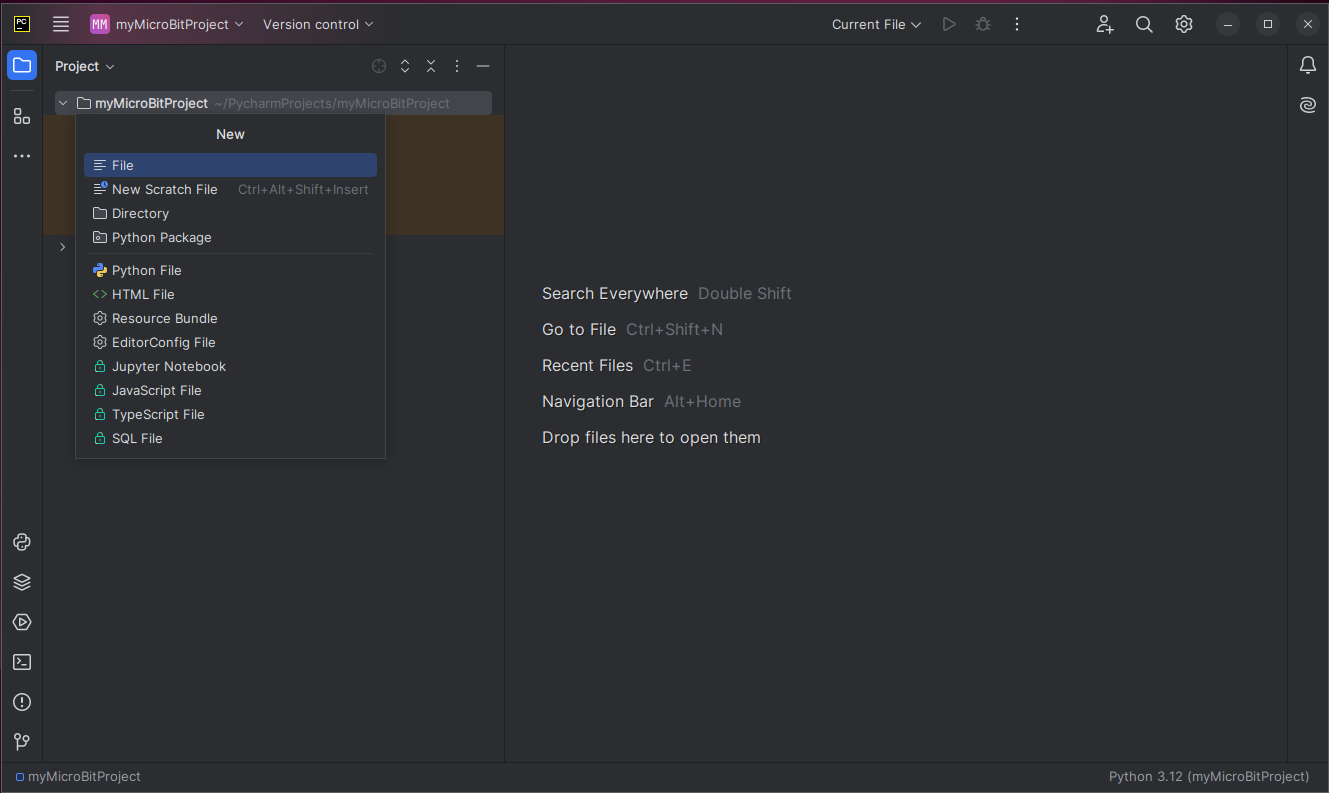 PC MM myMicroBitProject Version control Current File
Project
myMicroBitProject ~/PycharmProjects/myMicroBitProject
New
File
New Scratch File Ctrl+Alt+Shift+Insert
Directory
Python Package
Python File
HTML File
Resource Bundle
EditorConfig File
Jupyter Notebook
JavaScript File
TypeScript File
SQL File
Search Everywhere Double Shift
Go to File Ctrl+Shift+N
Recent Files Ctrl+E
Navigation Bar Alt+Home
Drop files here to open them
myMicroBitProject Python 3.12 (myMicroBitProject)